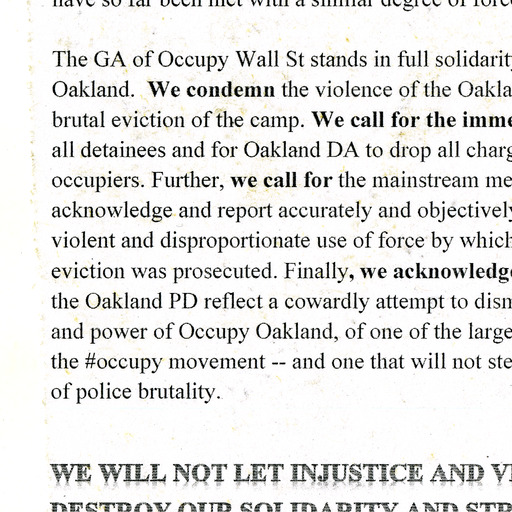 have so far been met with a similar degree of force
The GA of Occupy Wall St stands in full solidarity
Oakland. We condemn the violence of the Oakla
brutal eviction of the camp. We call for the imme
all detainees and for Oakland DA to drop all charg
occupiers. Further, we call for the mainstream me
acknowledge and report accurately and objectively
violent and disproportionate use of force by which
eviction was prosecuted. Finally, we acknowledge
the Oakland PD reflect a cowardly attempt to dism
and power of Occupy Oakland, of one of the large
the #occupy movement -- and one that will not ste
of police brutality.
WE WILL NOT LET INJUSTICE AND VI
DESTROY OUR SOLIDARITY AND STR